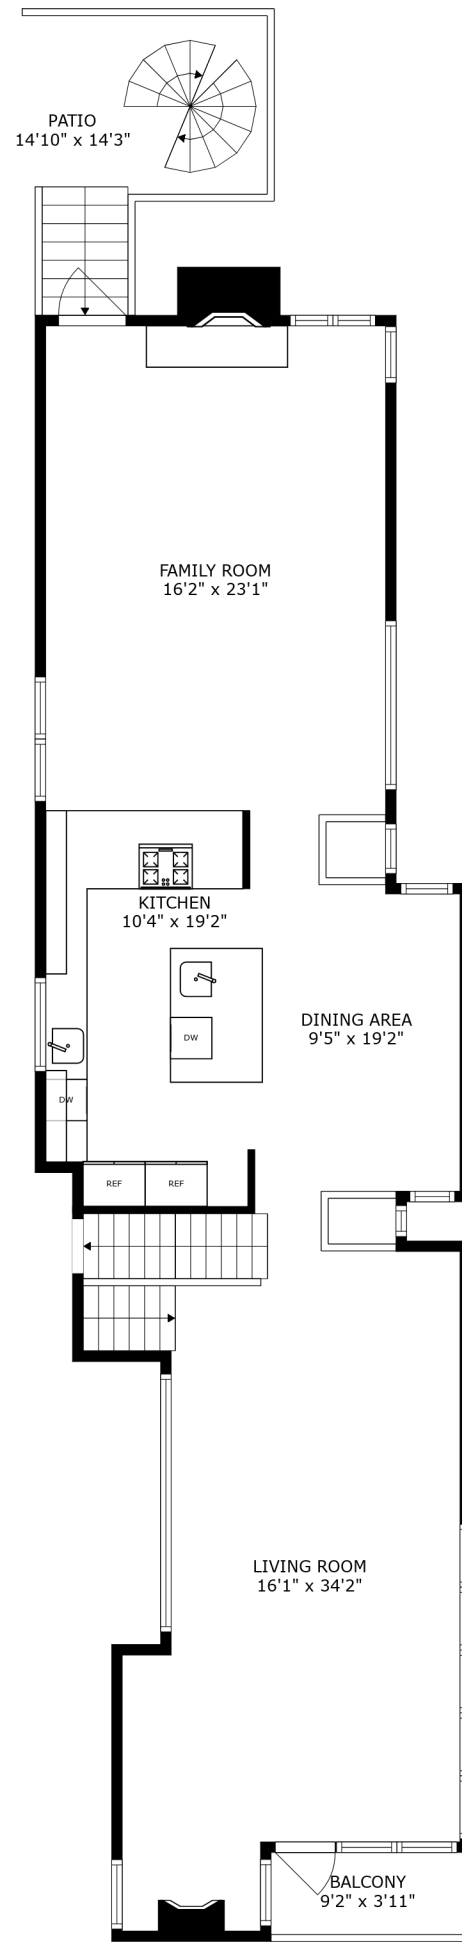 PATIO
14'10" x 14'3"
FAMILY ROOM
16'2" x 23'1"
KITCHEN
10'4" x 19'2"
DINING AREA
9'5" x 19'2"
DW
DW
REF
REF
LIVING ROOM
16'1" x 34'2"
BALCONY
9'2" x 3'11"